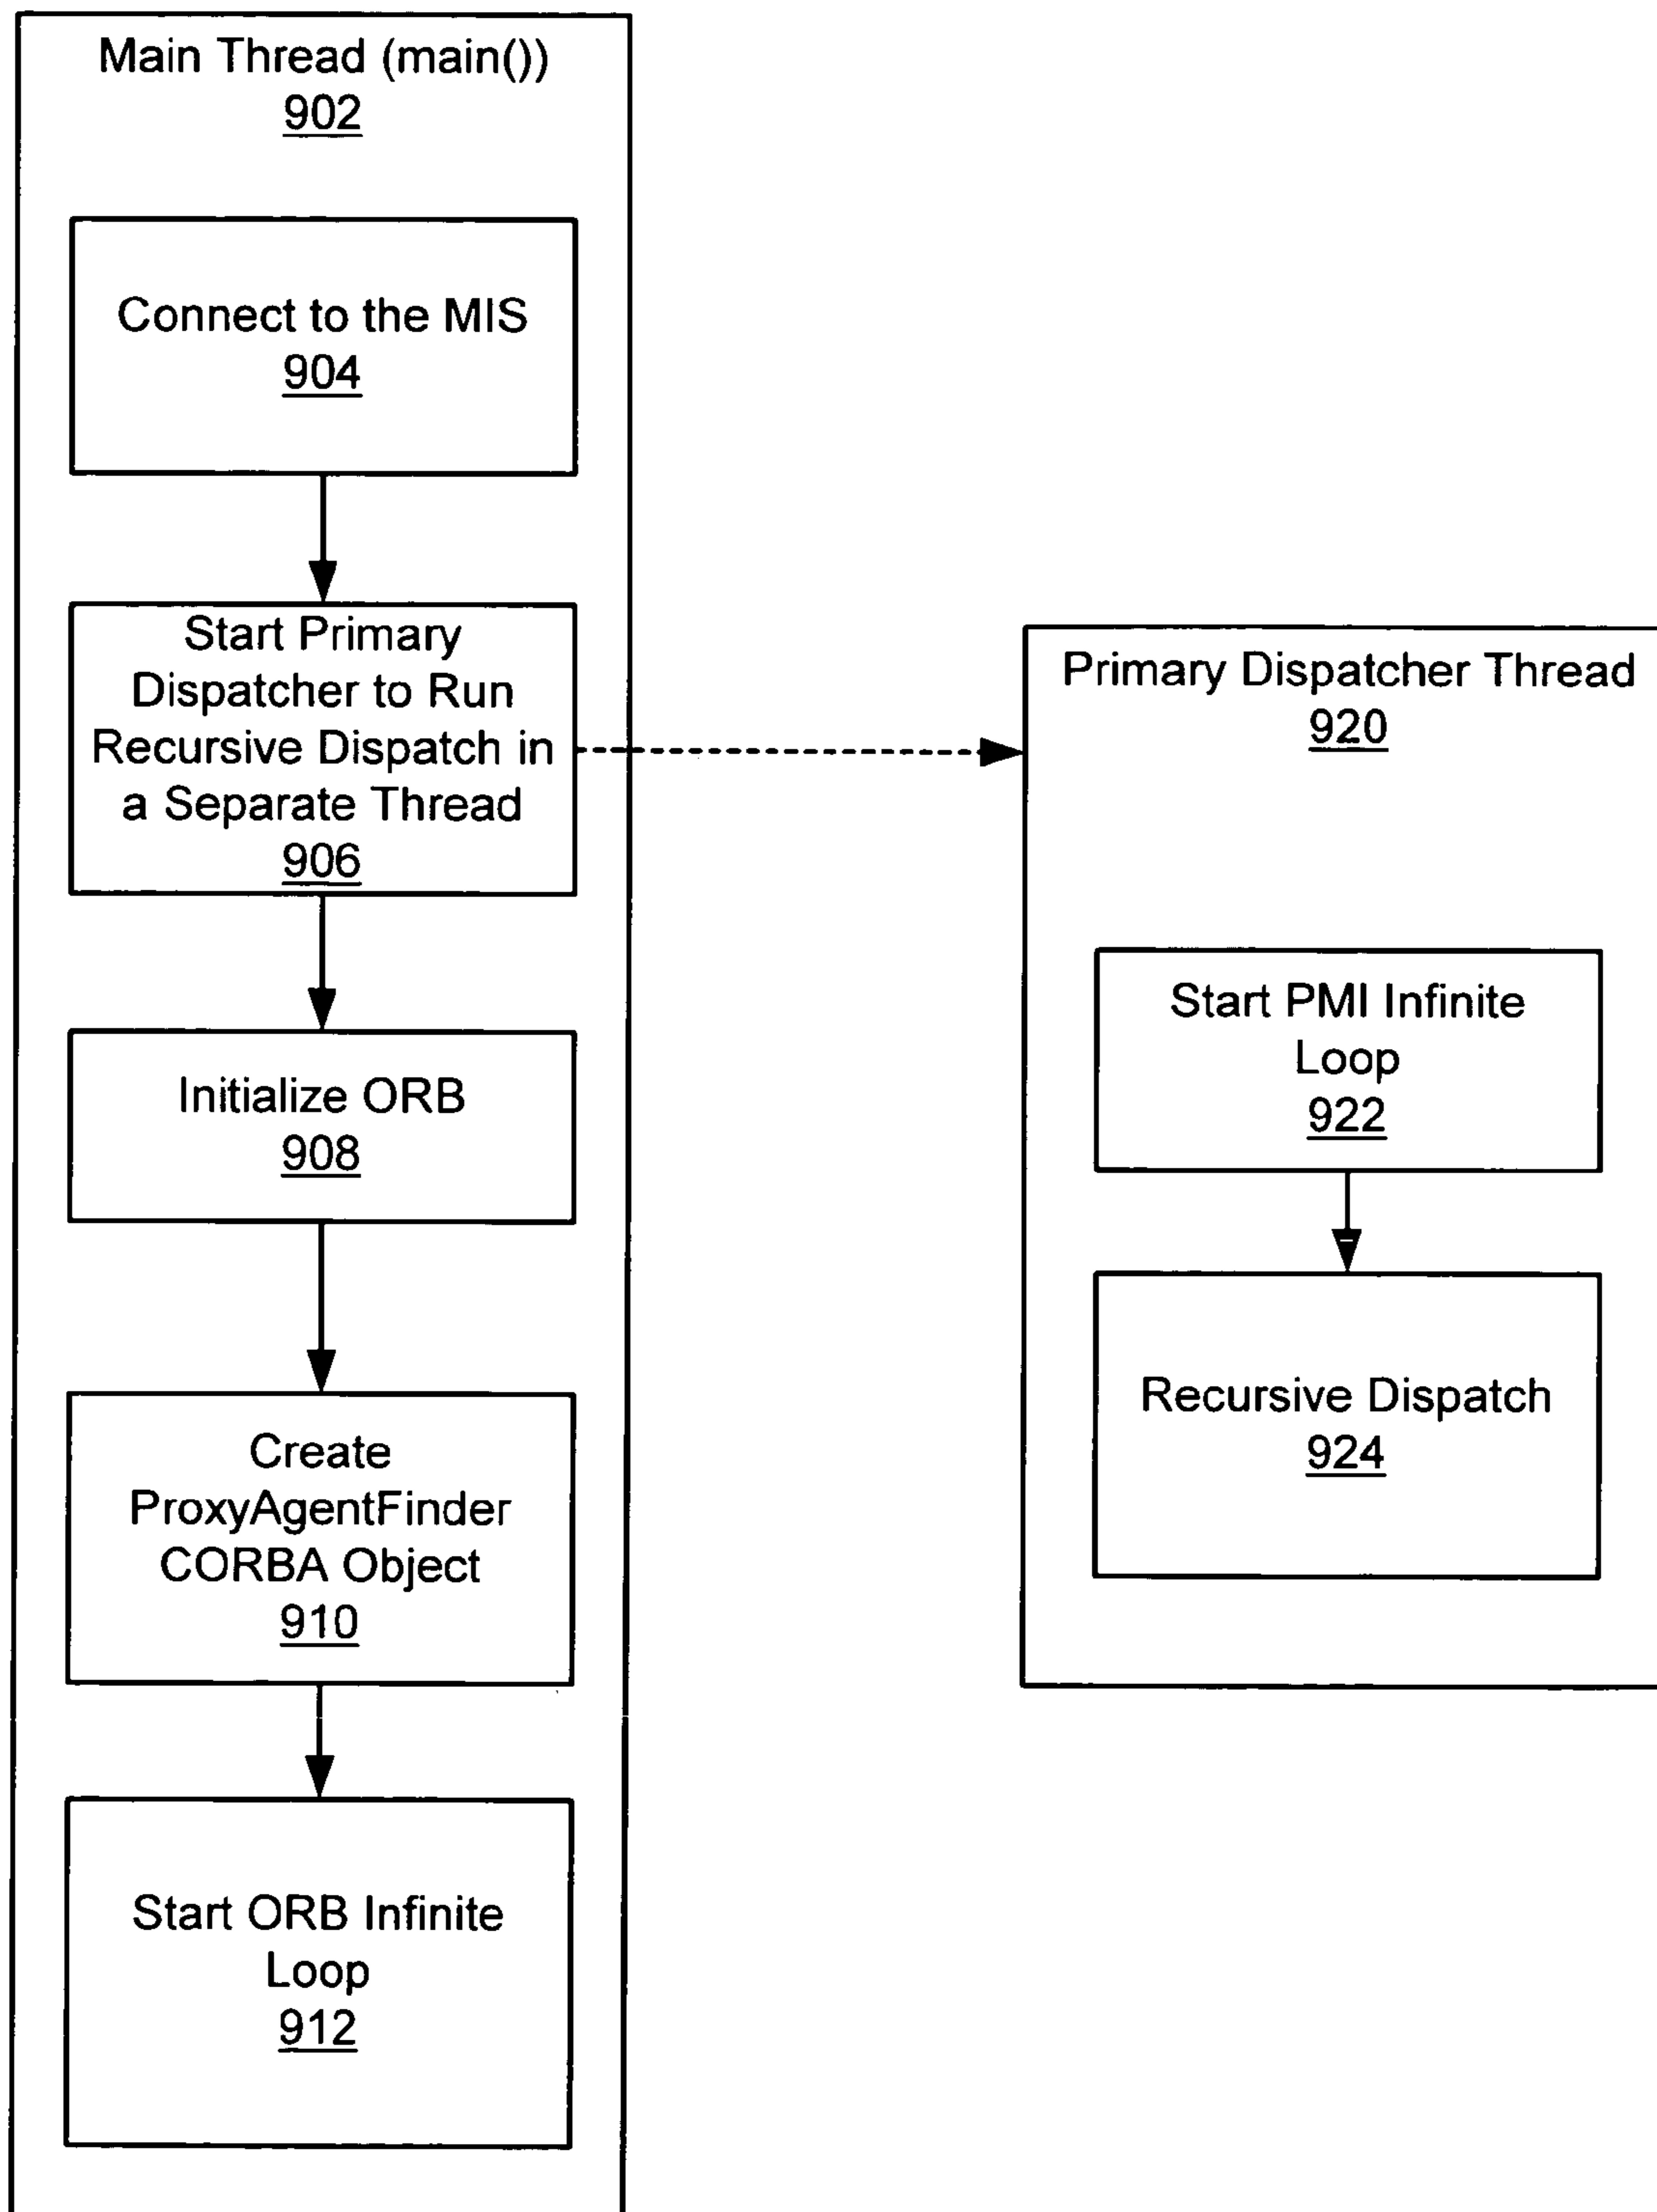 Main Thread (main())
902
Connect to the MIS
904
Start Primary
Dispatcher to Run
Recursive Dispatch in
a Separate Thread
906
Initialize ORB
908
Create
ProxyAgentFinder
CORBA Object
910
Start ORB Infinite
Loop
912
Primary Dispatcher Thread
920
Start PMI Infinite
Loop
922
Recursive Dispatch
924